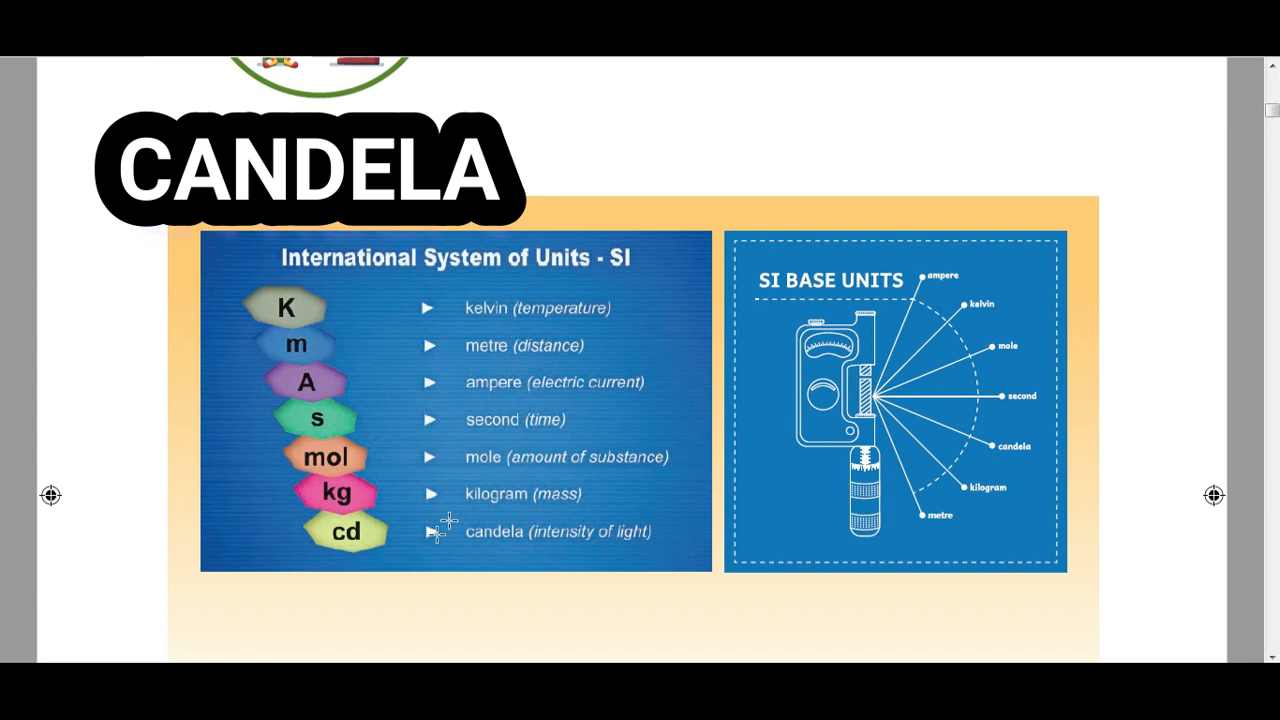 CANDELA
International System of Units - SI
K kelvin (temperature)
m metre (distance)
A ampere (electric current)
s second (time)
mol mole (amount of substance)
kg kilogram (mass)
cd candela (intensity of light)
SI BASE UNITS
ampere
kelvin
mole
second
candela
kilogram
metre